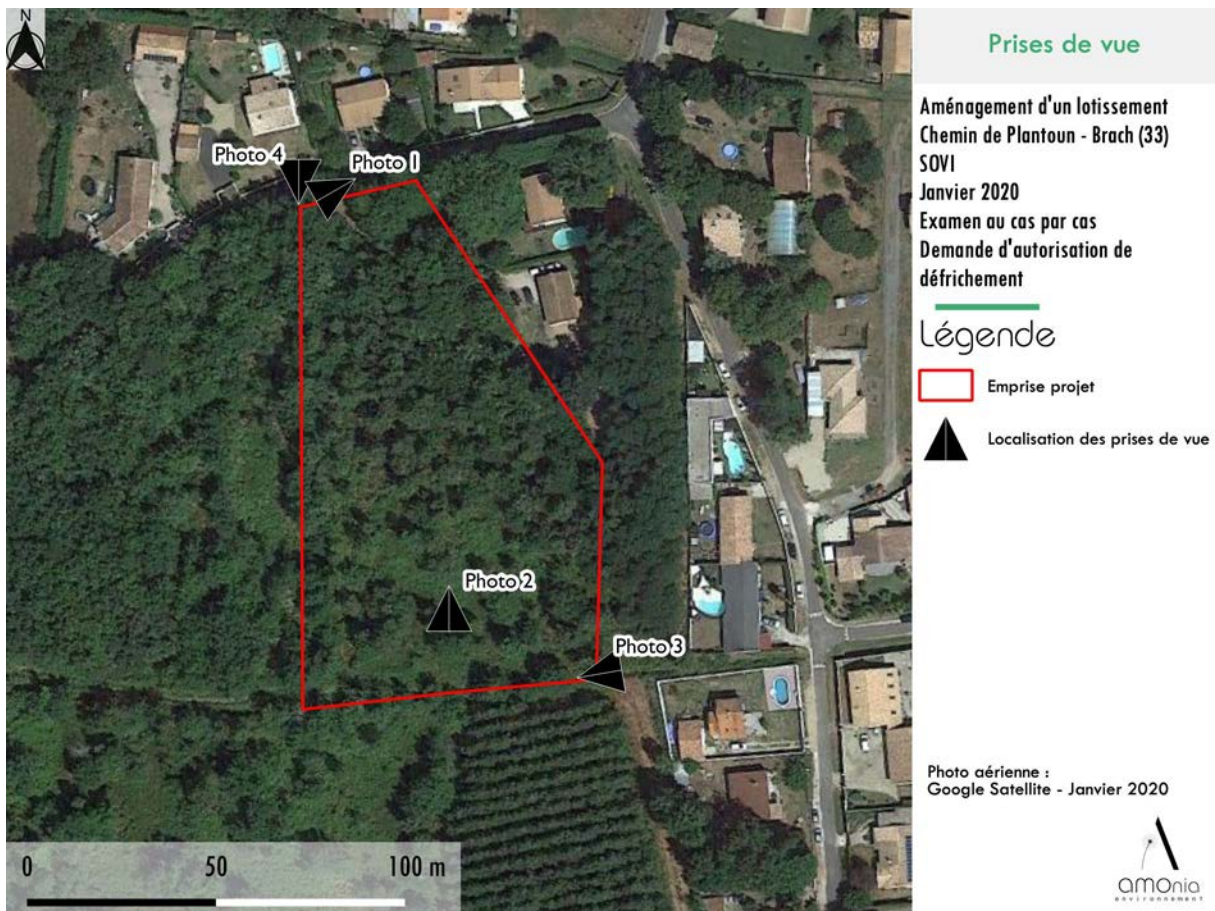 N
Photo 4
Photo 1
Photo 2
Photo 3
0 50 100 m
Prises de vue
Aménagement d'un lotissement
Chemin de Plantoun - Brach (33)
SOVI
Janvier 2020
Examen au cas par cas
Demande d'autorisation de
défrichement
Légende
Emprise projet
Localisation des prises de vue
Photo aérienne :
Google Satellite - Janvier 2020
amonia
environnement